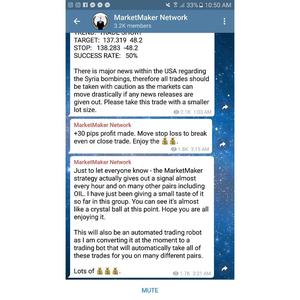 33% 10:50 AM
MarketMaker Network
3.2K members
TREND: TRADE SHORT
TARGET: 137.319 48.2
STOP: 138.283 -48.2
SUCCESS RATE: 50%
There is major news within the USA regarding
the Syria bombings, therefore all trades should
be taken with caution as the markets can
move drastically if any news releases are
given out. Please take this trade with a smaller
lot size.
2.1K 1:03 AM
MarketMaker Network
+30 pips profit made. Move stop loss to break
even or close trade. Enjoy the 💰💰.
1.8K 3:15 AM
MarketMaker Network
Just to let everyone know - the MarketMaker
strategy actually gives out a signal almost
every hour and on many other pairs including
OIL. I have just been giving a small taste of it
so far in this group. You can see it's almost
like a crystal ball at this point. Hope you are all
enjoying it.
This will also be an automated trading robot
as I am converting it at the moment to a
trading bot that will automatically take all of
these trades for you on many different pairs.
Lots of 💰💰💰.
1.7K 3:21 AM
MUTE